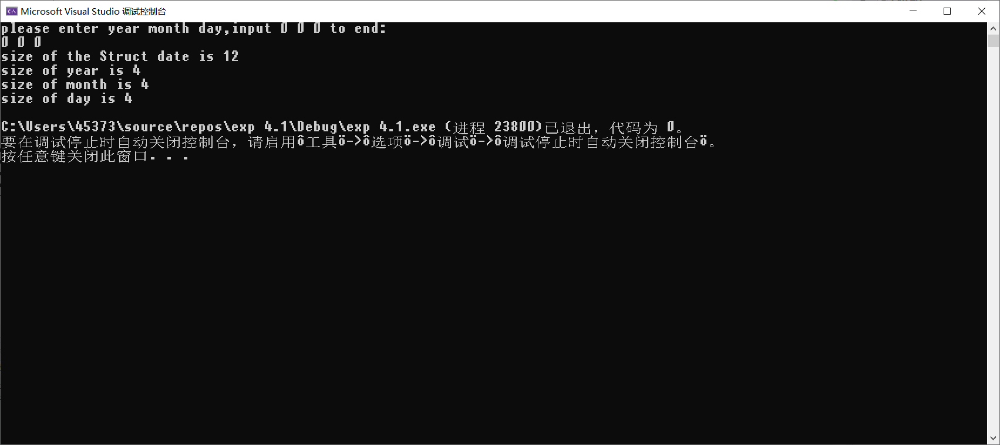 Microsoft Visual Studio 调试控制台
please enter year month day,input 0 0 0 to end:
0 0 0
size of the Struct date is 12
size of year is 4
size of month is 4
size of day is 4
C:\Users\45373\source\repos\exp 4.1\Debug\exp 4.1.exe (进程 23800)已退出，代码为 0。
要在调试停止时自动关闭控制台，请启用ô工具ö->ô选项ö->ô调试ö->ô调试停止时自动关闭控制台ö。
按任意键关闭此窗口. . .